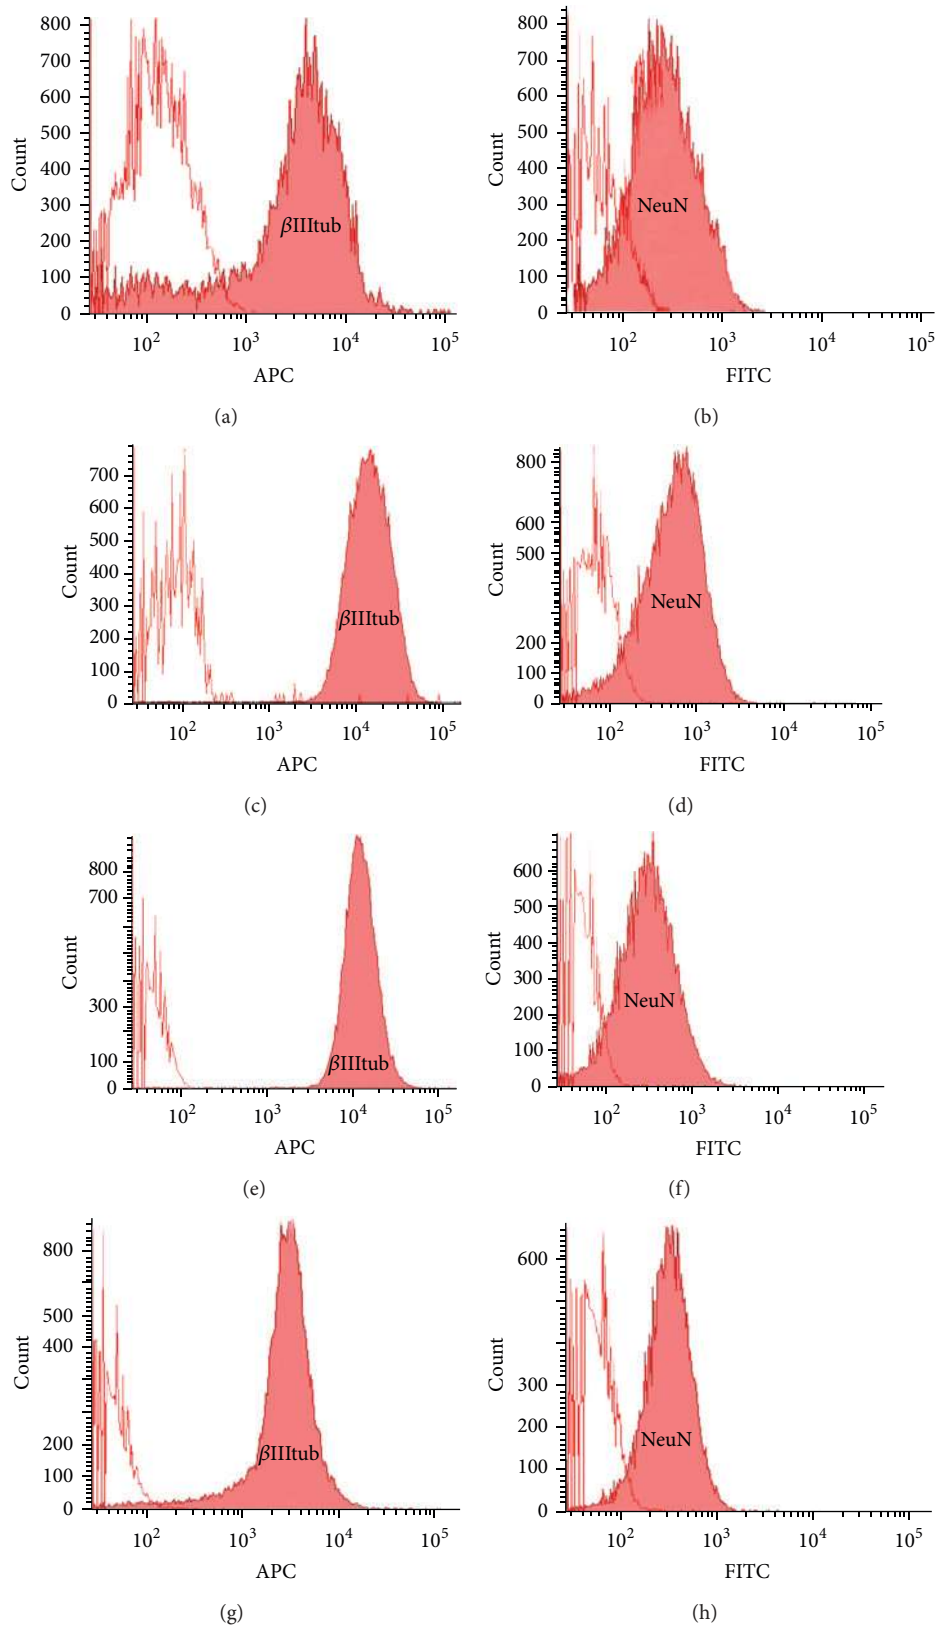 800
700
600
500
400
300
200
100
0
Count
βIIItub
10²
10³
10⁴
10⁵
APC
(a)
800
700
600
500
400
300
200
100
0
Count
NeuN
10²
10³
10⁴
10⁵
FITC
(b)
700
600
500
400
300
200
100
0
Count
βIIItub
10²
10³
10⁴
10⁵
APC
(c)
800
600
500
200
100
0
Count
NeuN
10²
10³
10⁴
10⁵
FITC
(d)
800
700
300
100
0
Count
βIIItub
10²
10³
10⁴
10⁵
APC
(e)
600
500
400
300
200
100
0
Count
NeuN
10²
10³
10⁴
10⁵
FITC
(f)
800
500
400
200
100
0
Count
βIIItub
10²
10³
10⁴
10⁵
APC
(g)
600
300
200
100
0
Count
NeuN
10²
10³
10⁴
10⁵
FITC
(h)